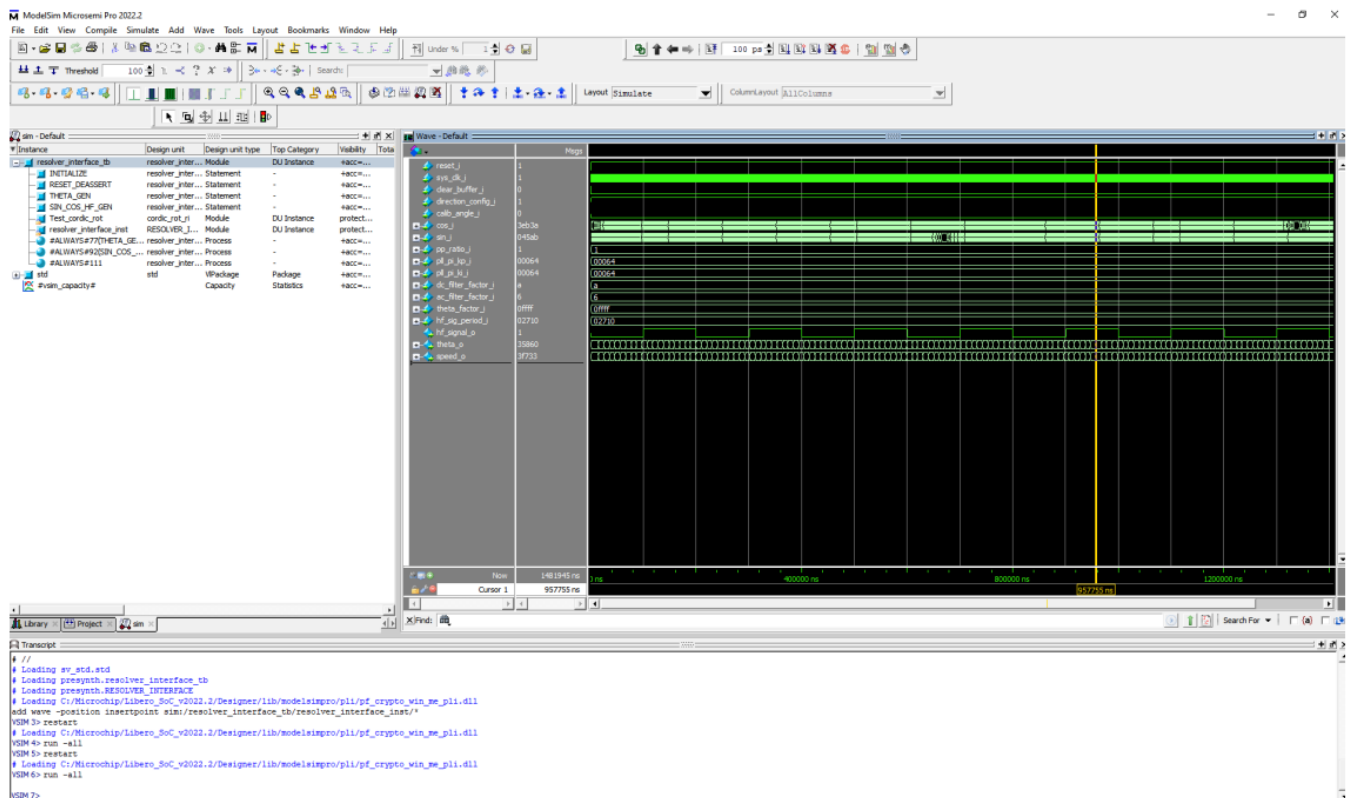 ModelSim Microsemi Pro 2022.2
File Edit View Compile Simulate Add Wave Tools Layout Bookmarks Window Help
Under % 1 100 ps
Threshold 100 Search:
Layout Simulate ColumnLayout AllColumns
sim - Default
Instance Design unit Design unit type Top Category Visibility Tota
resolver_interface_tb resolver_inter... Module DU Instance +acc=...
INITIALIZE resolver_inter... Statement - +acc=...
RESET_DEASSERT resolver_inter... Statement - +acc=...
THETA_GEN resolver_inter... Statement - +acc=...
SIN_COS_HF_GEN resolver_inter... Statement - +acc=...
Test_cordic_rot cordic_rot_ri Module DU Instance protect...
resolver_interface_inst RESOLVER_I... Module DU Instance protect...
#ALWAYS#77(THETA_GE... resolver_inter... Process - +acc=...
#ALWAYS#92(SIN_COS_... resolver_inter... Process - +acc=...
#ALWAYS#111 resolver_inter... Process - +acc=...
std std VlPackage Package +acc=...
#vsim_capacity# Capacity Statistics +acc=...
Wave - Default
Msgs
reset_i 1
sys_clk_i 1
clear_buffer_i 0
direction_config_i 1
calib_angle_i 0
cos_i 3eb3a
sin_i 045ab
pp_ratio_i 1 1
pll_pi_kp_i 00064 00064
pll_pi_ki_i 00064 00064
dc_filter_factor_i a a
ac_filter_factor_i 6 6
theta_factor_i 0ffff 0ffff
hf_sig_period_i 02710 02710
hf_signal_o 1
theta_o 35860
speed_o 3f733
Now 1481945 ns 400000 ns 800000 ns 1200000 ns
Cursor 1 957755 ns 957755 ns
Library Project sim
Find: Search For (a)
Transcript
# //
# Loading sv_std.std
# Loading presynth.resolver_interface_tb
# Loading presynth.RESOLVER_INTERFACE
# Loading C:/Microchip/Libero_SoC_v2022.2/Designer/lib/modelsimpro/pli/pf_crypto_win_me_pli.dll
add wave -position insertpoint sim:/resolver_interface_tb/resolver_interface_inst/*
VSIM 3> restart
# Loading C:/Microchip/Libero_SoC_v2022.2/Designer/lib/modelsimpro/pli/pf_crypto_win_me_pli.dll
VSIM 4> run -all
VSIM 5> restart
# Loading C:/Microchip/Libero_SoC_v2022.2/Designer/lib/modelsimpro/pli/pf_crypto_win_me_pli.dll
VSIM 6> run -all
VSIM 7>